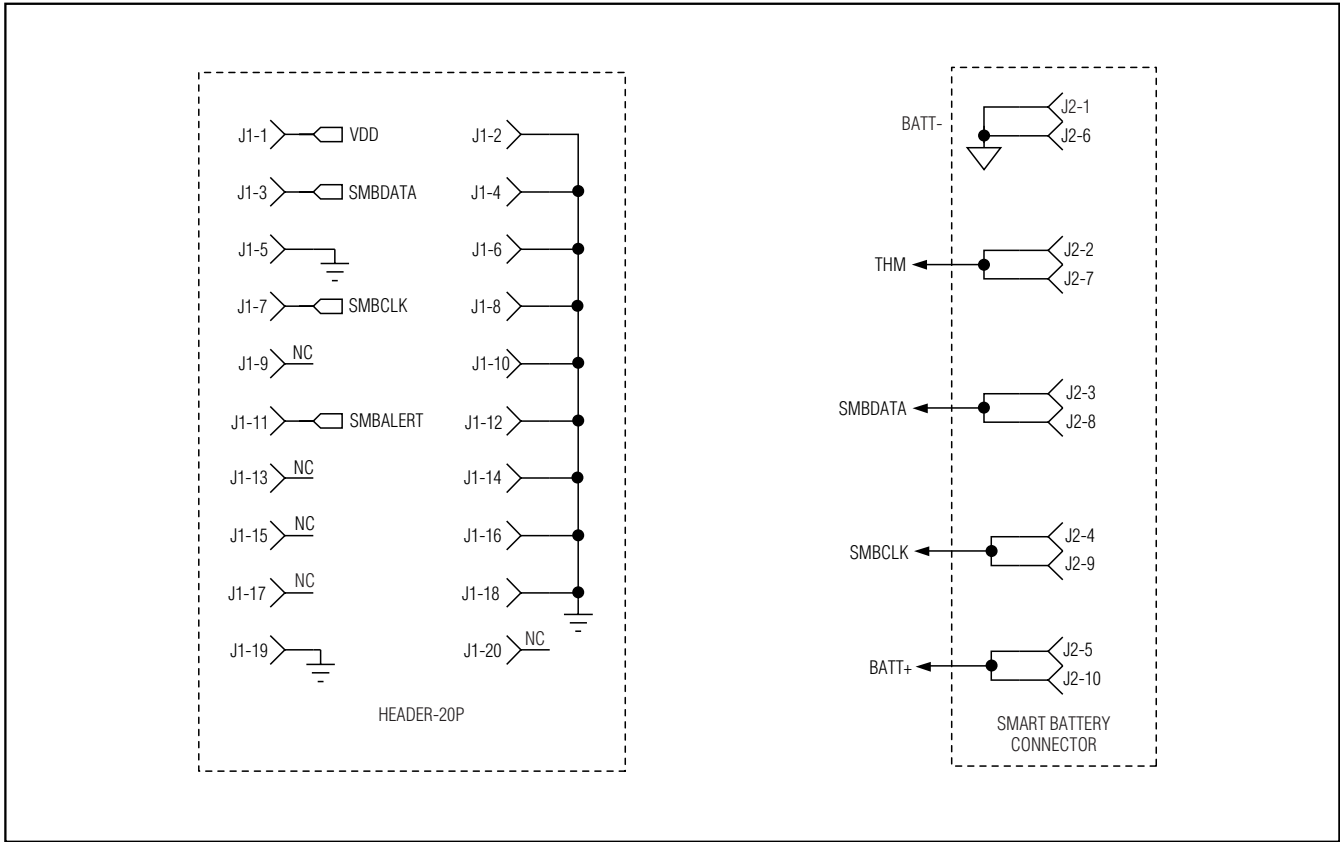 J1-1 VDD J1-2
J1-3 SMBDATA J1-4
J1-5 J1-6
J1-7 SMBCLK J1-8
J1-9 NC J1-10
J1-11 SMBALERT J1-12
J1-13 NC J1-14
J1-15 NC J1-16
J1-17 NC J1-18
J1-19 J1-20 NC
HEADER-20P
BATT- J2-1
J2-6
THM J2-2
J2-7
SMBDATA J2-3
J2-8
SMBCLK J2-4
J2-9
BATT+ J2-5
J2-10
SMART BATTERY
CONNECTOR